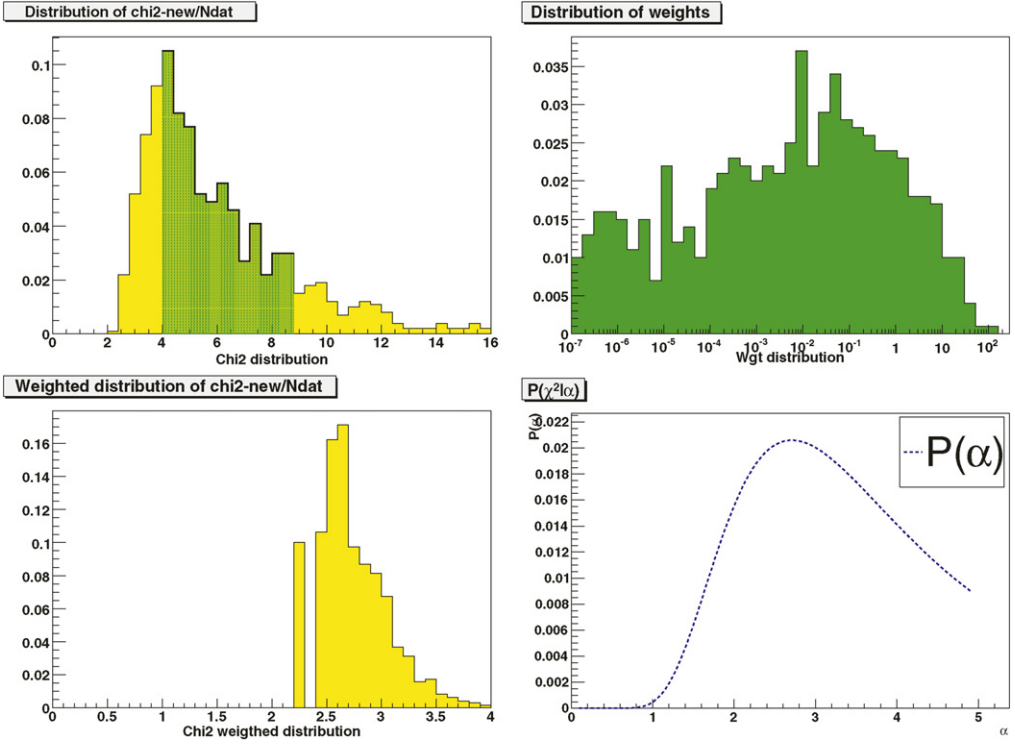 Distribution of chi2-new/Ndat
0.1
0.08
0.06
0.04
0.02
0
0 2 4 6 8 10 12 14 16
Chi2 distribution
Distribution of weights
0.035
0.03
0.025
0.02
0.015
0.01
0.005
0
10⁻⁷ 10⁻⁶ 10⁻⁵ 10⁻⁴ 10⁻³ 10⁻² 10⁻¹ 1 10 10²
Wgt distribution
Weighted distribution of chi2-new/Ndat
0.16
0.14
0.12
0.1
0.08
0.06
0.04
0.02
0
0 0.5 1 1.5 2 2.5 3 3.5 4
Chi2 weigthed distribution
P(χ²|α)
P(α)
0.022
0.02
0.018
0.016
0.014
0.012
0.01
0.008
0.006
0.004
0.002
0
0 1 2 3 4 5
α
P(α)